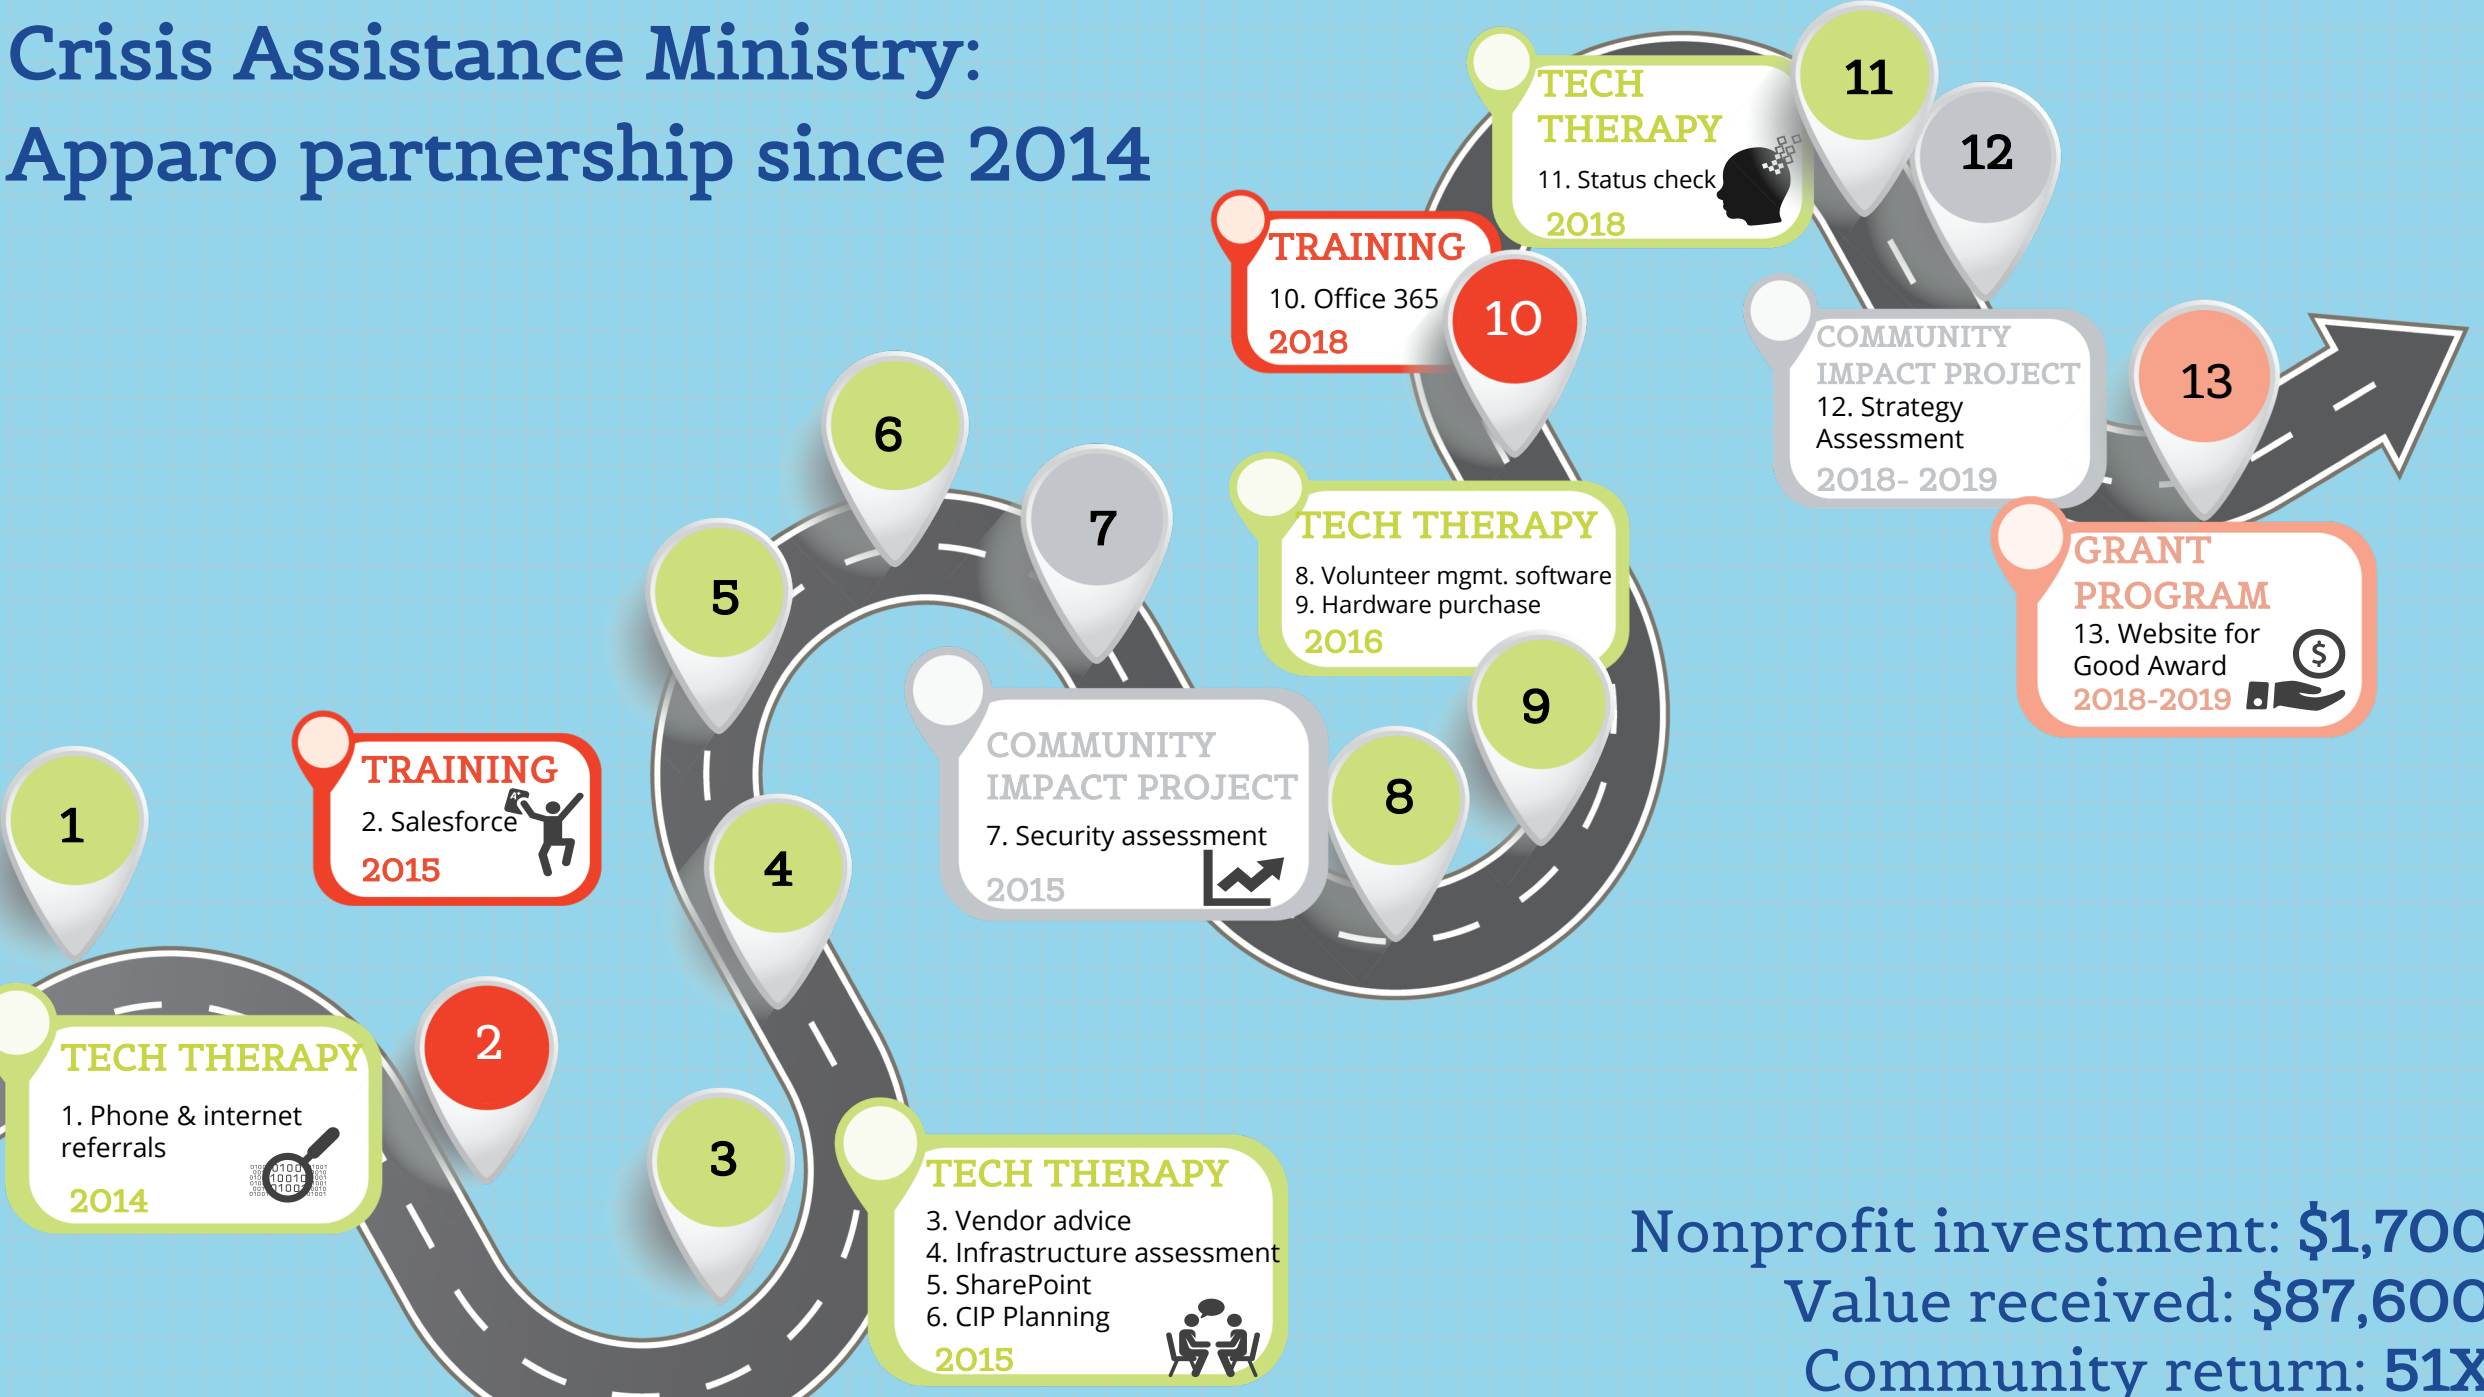 Crisis Assistance Ministry:
Apparo partnership since 2014
1
TECH THERAPY
1. Phone & internet
referrals
2014
TRAINING
2. Salesforce
2015
2
3
TECH THERAPY
3. Vendor advice
4. Infrastructure assessment
5. SharePoint
6. CIP Planning
2015
4
5
6
7
COMMUNITY
IMPACT PROJECT
7. Security assessment
2015
TECH THERAPY
8. Volunteer mgmt. software
9. Hardware purchase
2016
8
9
TRAINING
10. Office 365
2018
10
TECH
THERAPY
11. Status check
2018
11
12
COMMUNITY
IMPACT PROJECT
12. Strategy
Assessment
2018- 2019
13
GRANT
PROGRAM
13. Website for
Good Award
2018-2019
$
Nonprofit investment: $1,700
Value received: $87,600
Community return: 51X